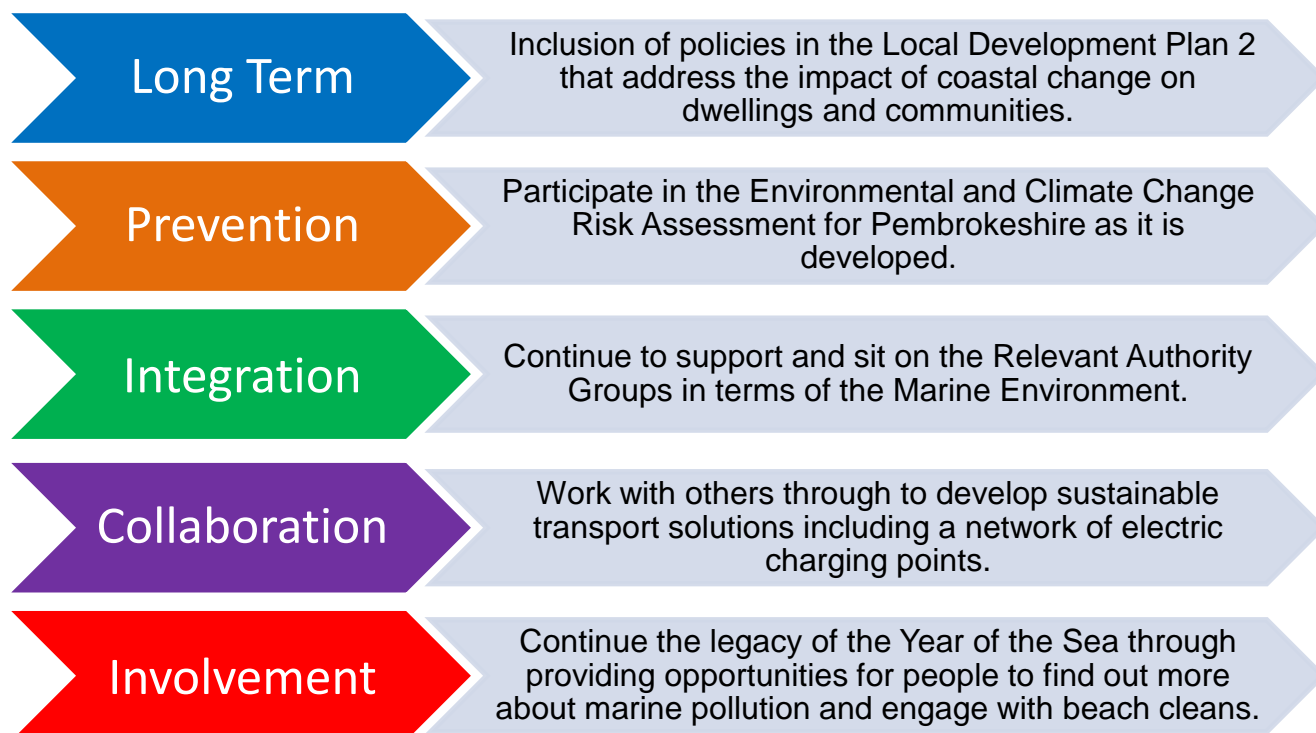 Long Term
Inclusion of policies in the Local Development Plan 2
that address the impact of coastal change on
dwellings and communities.
Prevention
Participate in the Environmental and Climate Change
Risk Assessment for Pembrokeshire as it is
developed.
Integration
Continue to support and sit on the Relevant Authority
Groups in terms of the Marine Environment.
Collaboration
Work with others through to develop sustainable
transport solutions including a network of electric
charging points.
Involvement
Continue the legacy of the Year of the Sea through
providing opportunities for people to find out more
about marine pollution and engage with beach cleans.